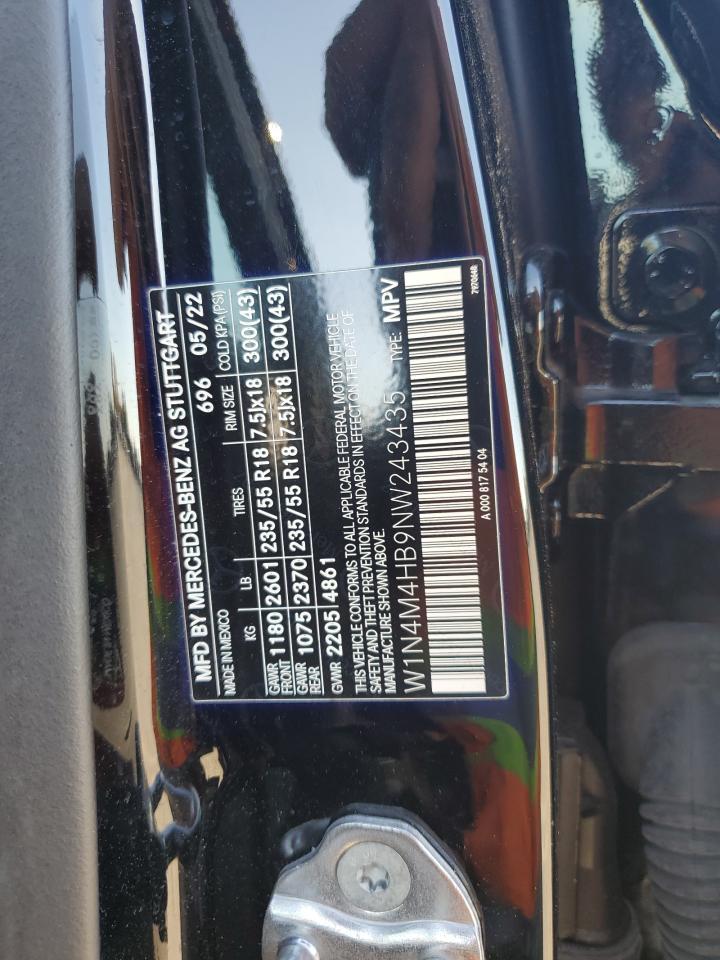 MFD BY MERCEDES-BENZ AG STUTTGART
MADE IN MEXICO 696 05/22
KG LB TIRES RIM SIZE COLD KPA(PSI)
GAWR FRONT 1180 2601 235/55 R18 7.5Jx18 300(43)
GAWR REAR 1075 2370 235/55 R18 7.5Jx18 300(43)
GVWR 2205 4861
THIS VEHICLE CONFORMS TO ALL APPLICABLE FEDERAL MOTOR VEHICLE
SAFETY AND THEFT PREVENTION STANDARDS IN EFFECT ON THE DATE OF
MANUFACTURE SHOWN ABOVE.
W1N4M4HB9NW243435 TYPE: MPV
A 000 817 54 04 7970648